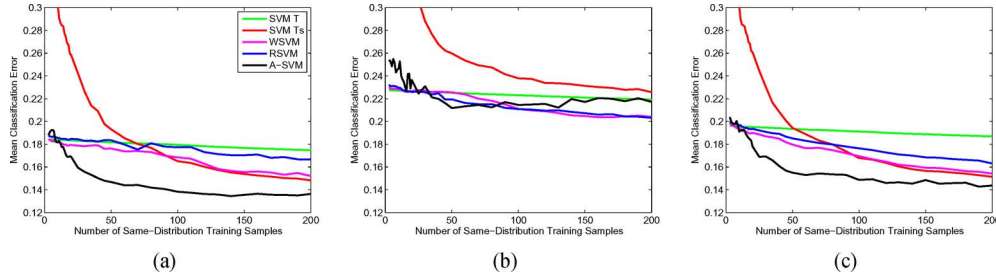 0.3
0.28
0.26
0.24
0.22
0.2
0.18
0.16
0.14
0.12
Mean Classification Error
0 50 100 150 200
Number of Same-Distribution Training Samples
SVM T
SVM Ts
WSVM
RSVM
A-SVM
(a)
0.3
0.28
0.26
0.24
0.22
0.2
0.18
0.16
0.14
0.12
Mean Classification Error
0 50 100 150 200
Number of Same-Distribution Training Samples
(b)
0.3
0.28
0.26
0.24
0.22
0.2
0.18
0.16
0.14
0.12
Mean Classification Error
0 50 100 150 200
Number of Same-Distribution Training Samples
(c)